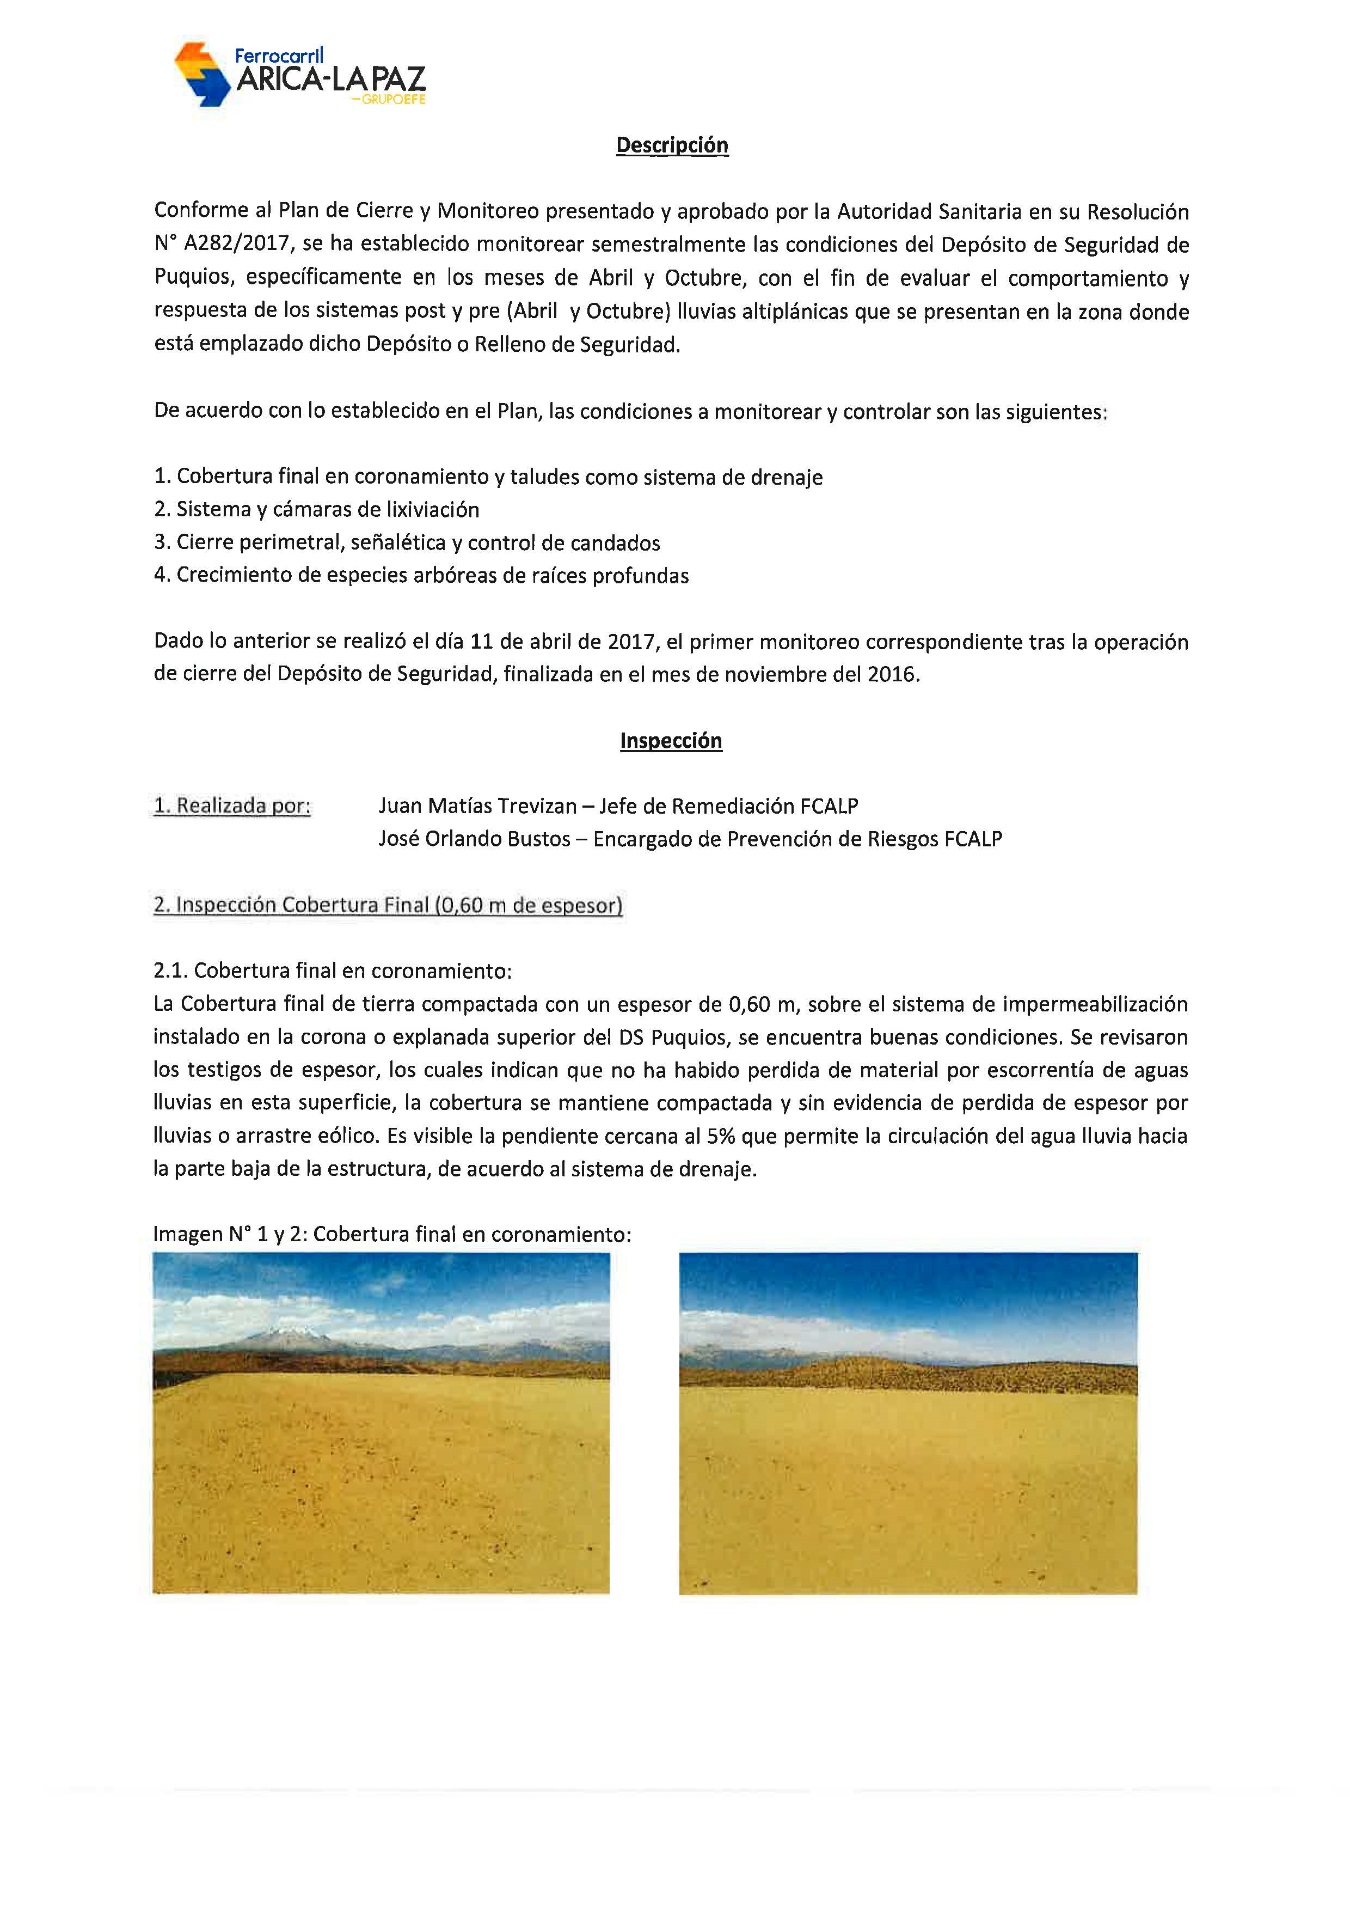 Ferrocarril
ARICA-LA PAZ
GRUPOEFE
Descripción
Conforme al Plan de Cierre y Monitoreo presentado y aprobado por la Autoridad Sanitaria en su Resolución
N° A282/2017, se ha establecido monitorear semestralmente las condiciones del Depósito de Seguridad de
Puquios, específicamente en los meses de Abril y Octubre, con el fin de evaluar el comportamiento y
respuesta de los sistemas post y pre (Abril y Octubre) lluvias altiplánicas que se presentan en la zona donde
está emplazado dicho Depósito o Relleno de Seguridad.
De acuerdo con lo establecido en el Plan, las condiciones a monitorear y controlar son las siguientes:
1. Cobertura final en coronamiento y taludes como sistema de drenaje
2. Sistema y cámaras de lixiviación
3. Cierre perimetral, señalética y control de candados
4. Crecimiento de especies arbóreas de raíces profundas
Dado lo anterior se realizó el día 11 de abril de 2017, el primer monitoreo correspondiente tras la operación
de cierre del Depósito de Seguridad, finalizada en el mes de noviembre del 2016.
Inspección
1. Realizada por: Juan Matías Trevizan – Jefe de Remediación FCALP
José Orlando Bustos – Encargado de Prevención de Riesgos FCALP
2. Inspección Cobertura Final (0,60 m de espesor)
2.1. Cobertura final en coronamiento:
La Cobertura final de tierra compactada con un espesor de 0,60 m, sobre el sistema de impermeabilización
instalado en la corona o explanada superior del DS Puquios, se encuentra buenas condiciones. Se revisaron
los testigos de espesor, los cuales indican que no ha habido perdida de material por escorrentía de aguas
lluvias en esta superficie, la cobertura se mantiene compactada y sin evidencia de perdida de espesor por
lluvias o arrastre eólico. Es visible la pendiente cercana al 5% que permite la circulación del agua lluvia hacia
la parte baja de la estructura, de acuerdo al sistema de drenaje.
Imagen N° 1 y 2: Cobertura final en coronamiento: